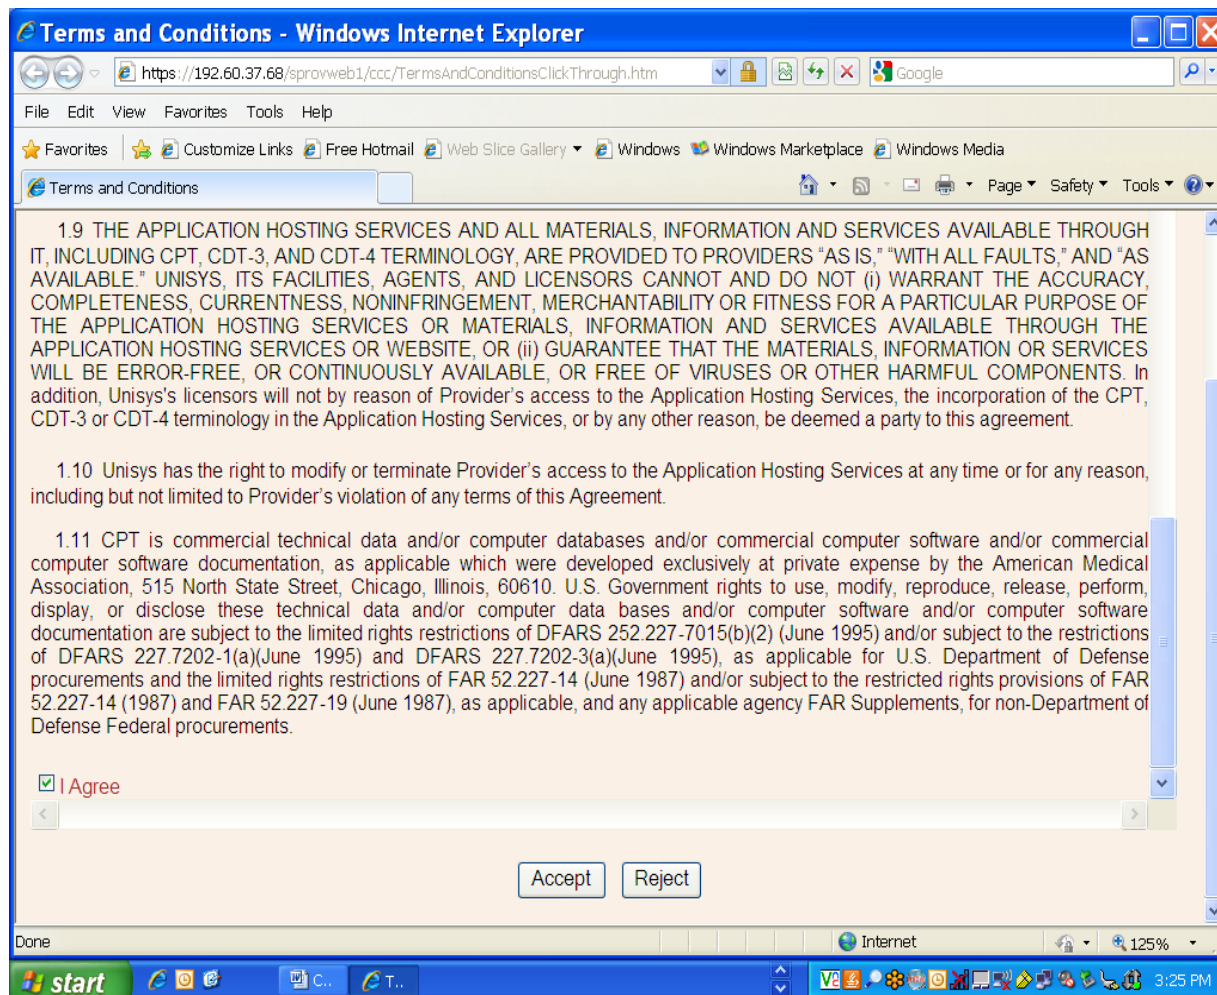 Terms and Conditions - Windows Internet Explorer
https://192.60.37.68/sprovweb1/ccc/TermsAndConditionsClickThrough.htm
Google
File Edit View Favorites Tools Help
Favorites Customize Links Free Hotmail Web Slice Gallery Windows Windows Marketplace Windows Media
Terms and Conditions Page Safety Tools
1.9 THE APPLICATION HOSTING SERVICES AND ALL MATERIALS, INFORMATION AND SERVICES AVAILABLE THROUGH
IT, INCLUDING CPT, CDT-3, AND CDT-4 TERMINOLOGY, ARE PROVIDED TO PROVIDERS “AS IS,” “WITH ALL FAULTS,” AND “AS
AVAILABLE.” UNISYS, ITS FACILITIES, AGENTS, AND LICENSORS CANNOT AND DO NOT (i) WARRANT THE ACCURACY,
COMPLETENESS, CURRENTNESS, NONINFRINGEMENT, MERCHANTABILITY OR FITNESS FOR A PARTICULAR PURPOSE OF
THE APPLICATION HOSTING SERVICES OR MATERIALS, INFORMATION AND SERVICES AVAILABLE THROUGH THE
APPLICATION HOSTING SERVICES OR WEBSITE, OR (ii) GUARANTEE THAT THE MATERIALS, INFORMATION OR SERVICES
WILL BE ERROR-FREE, OR CONTINUOUSLY AVAILABLE, OR FREE OF VIRUSES OR OTHER HARMFUL COMPONENTS. In
addition, Unisys's licensors will not by reason of Provider’s access to the Application Hosting Services, the incorporation of the CPT,
CDT-3 or CDT-4 terminology in the Application Hosting Services, or by any other reason, be deemed a party to this agreement.
1.10 Unisys has the right to modify or terminate Provider’s access to the Application Hosting Services at any time or for any reason,
including but not limited to Provider’s violation of any terms of this Agreement.
1.11 CPT is commercial technical data and/or computer databases and/or commercial computer software and/or commercial
computer software documentation, as applicable which were developed exclusively at private expense by the American Medical
Association, 515 North State Street, Chicago, Illinois, 60610. U.S. Government rights to use, modify, reproduce, release, perform,
display, or disclose these technical data and/or computer data bases and/or computer software and/or computer software
documentation are subject to the limited rights restrictions of DFARS 252.227-7015(b)(2) (June 1995) and/or subject to the restrictions
of DFARS 227.7202-1(a)(June 1995) and DFARS 227.7202-3(a)(June 1995), as applicable for U.S. Department of Defense
procurements and the limited rights restrictions of FAR 52.227-14 (June 1987) and/or subject to the restricted rights provisions of FAR
52.227-14 (1987) and FAR 52.227-19 (June 1987), as applicable, and any applicable agency FAR Supplements, for non-Department of
Defense Federal procurements.
I Agree
Accept Reject
Done Internet 125%
start C.. T.. 3:25 PM